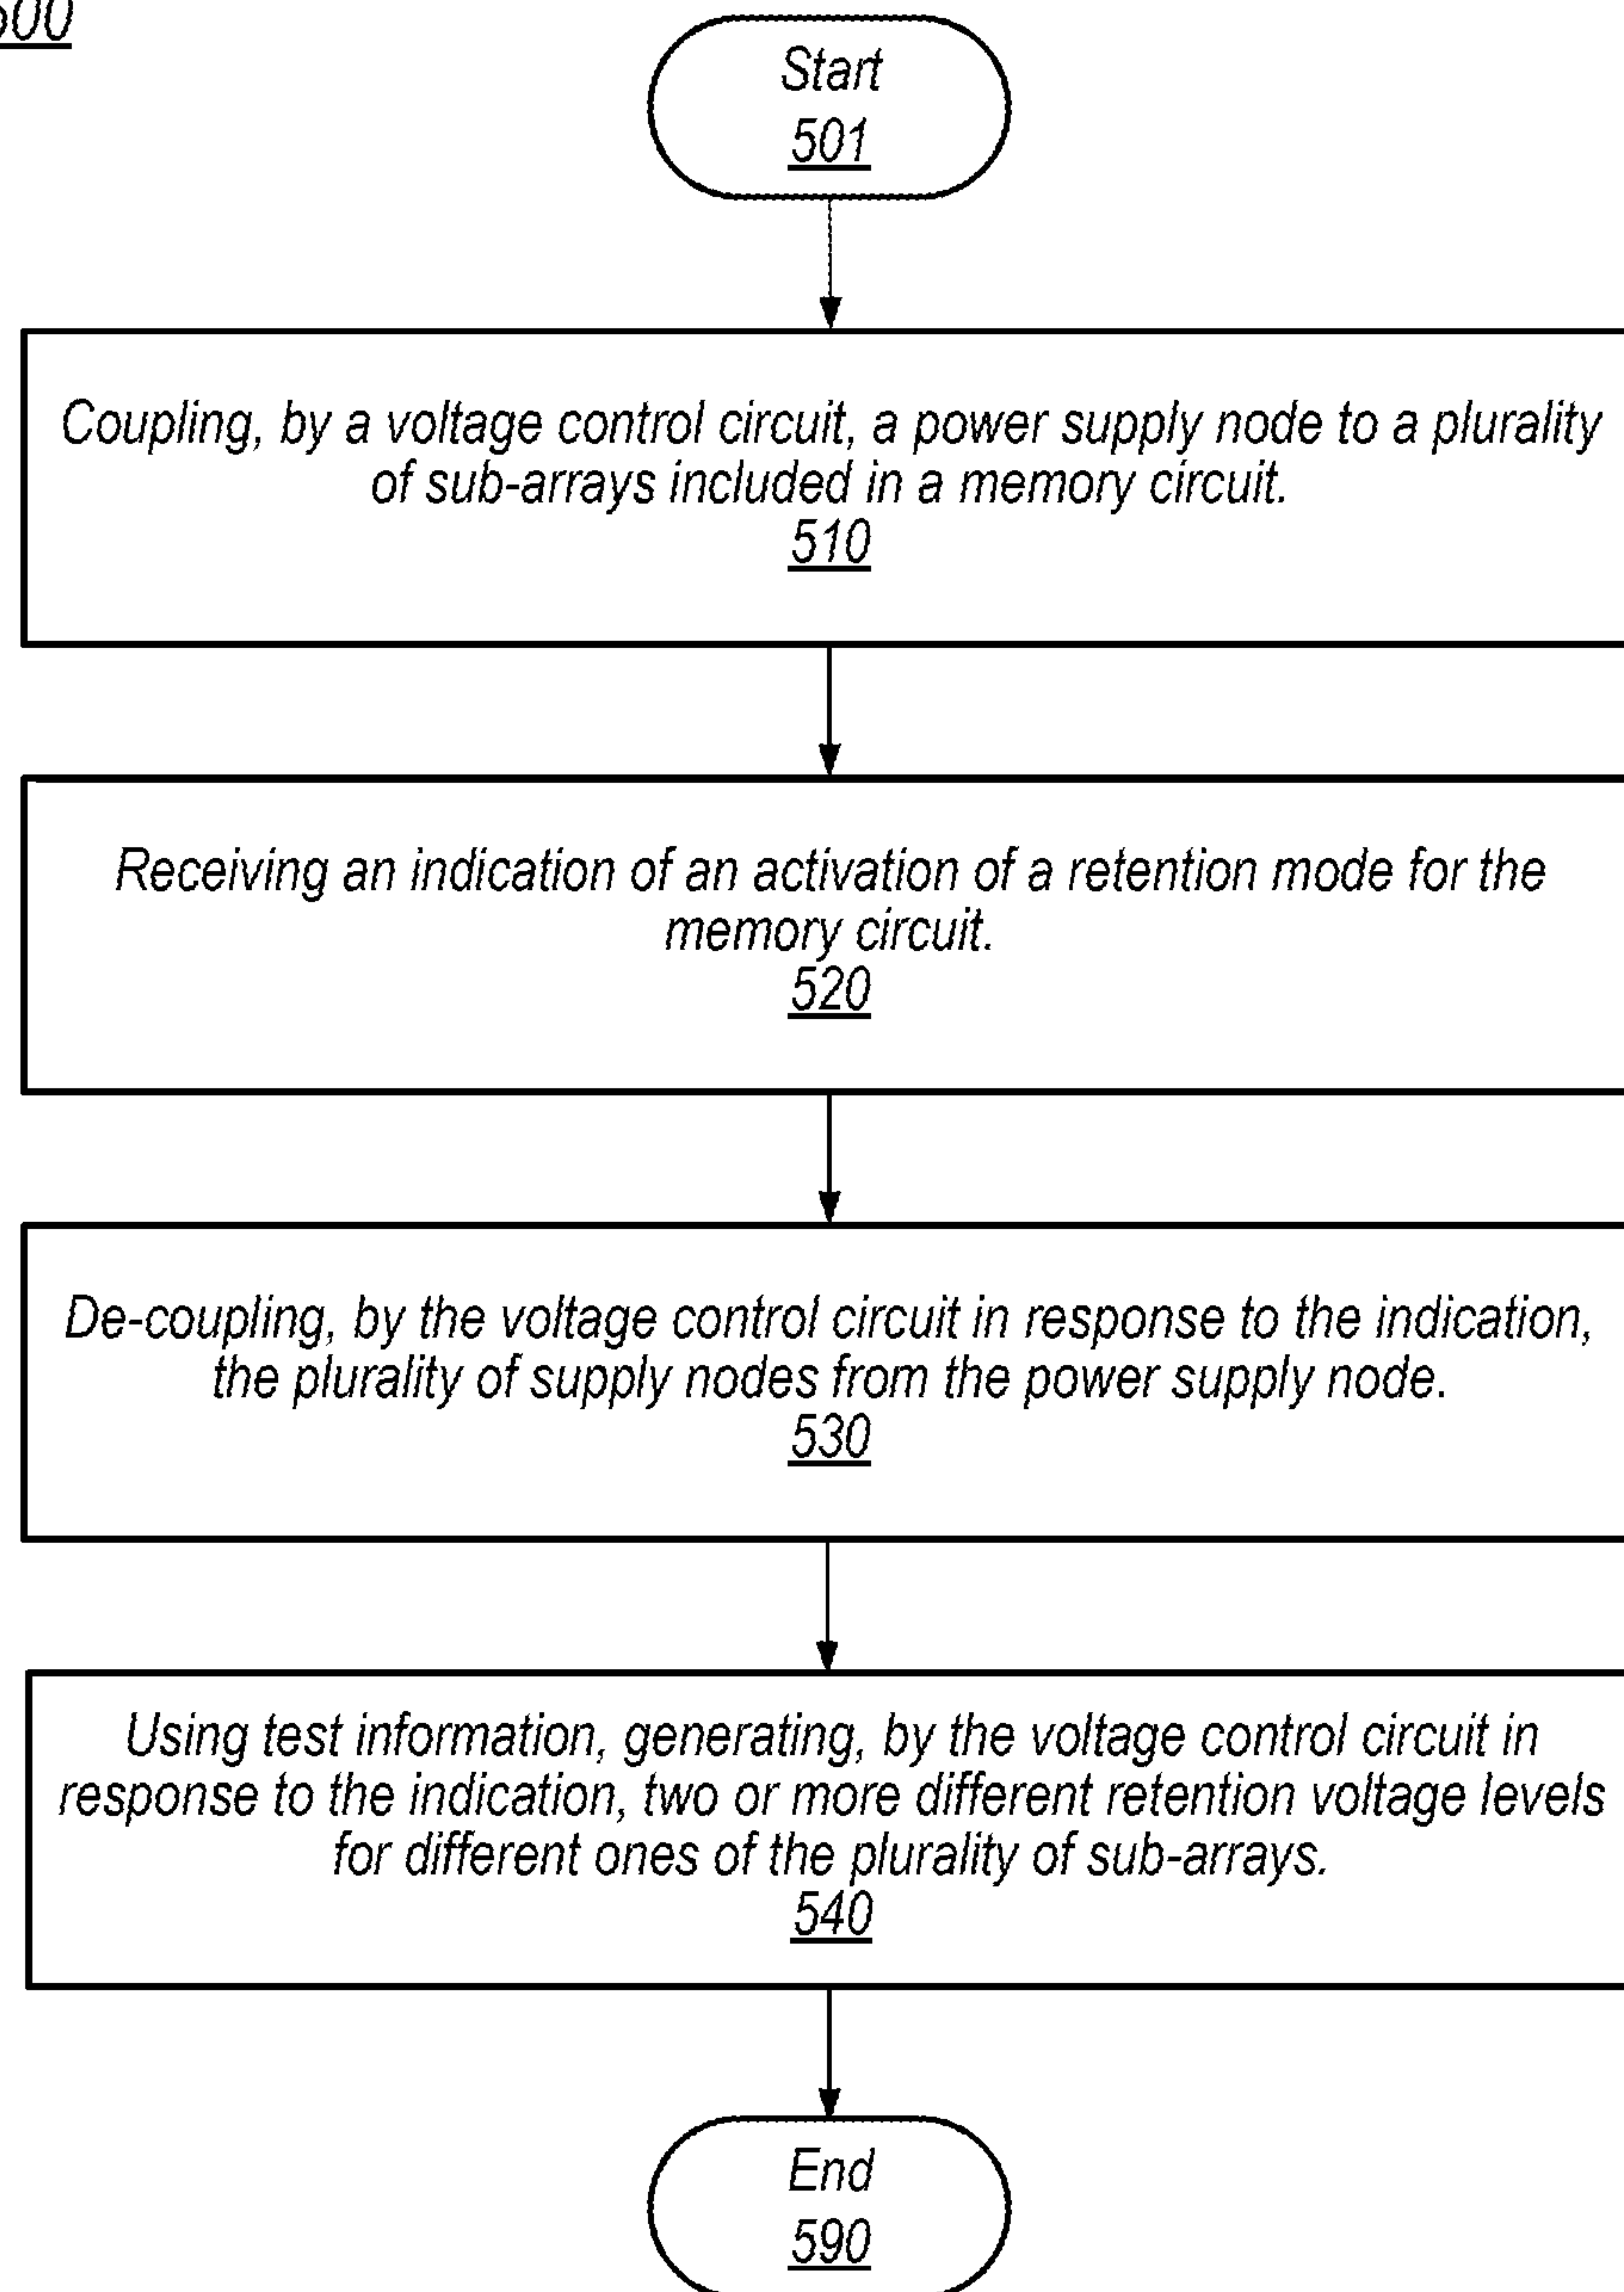 500
Start
501
Coupling, by a voltage control circuit, a power supply node to a plurality
of sub-arrays included in a memory circuit.
510
Receiving an indication of an activation of a retention mode for the
memory circuit.
520
De-coupling, by the voltage control circuit in response to the indication,
the plurality of supply nodes from the power supply node.
530
Using test information, generating, by the voltage control circuit in
response to the indication, two or more different retention voltage levels
for different ones of the plurality of sub-arrays.
540
End
590